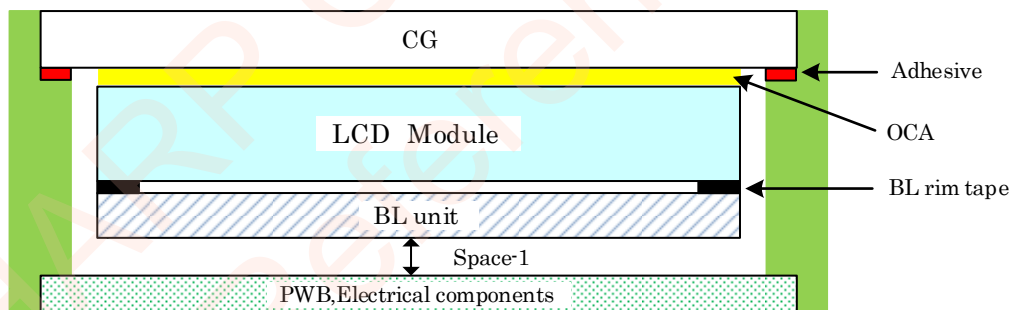 CG
Adhesive
OCA
LCD Module
BL rim tape
BL unit
Space-1
PWB,Electrical components